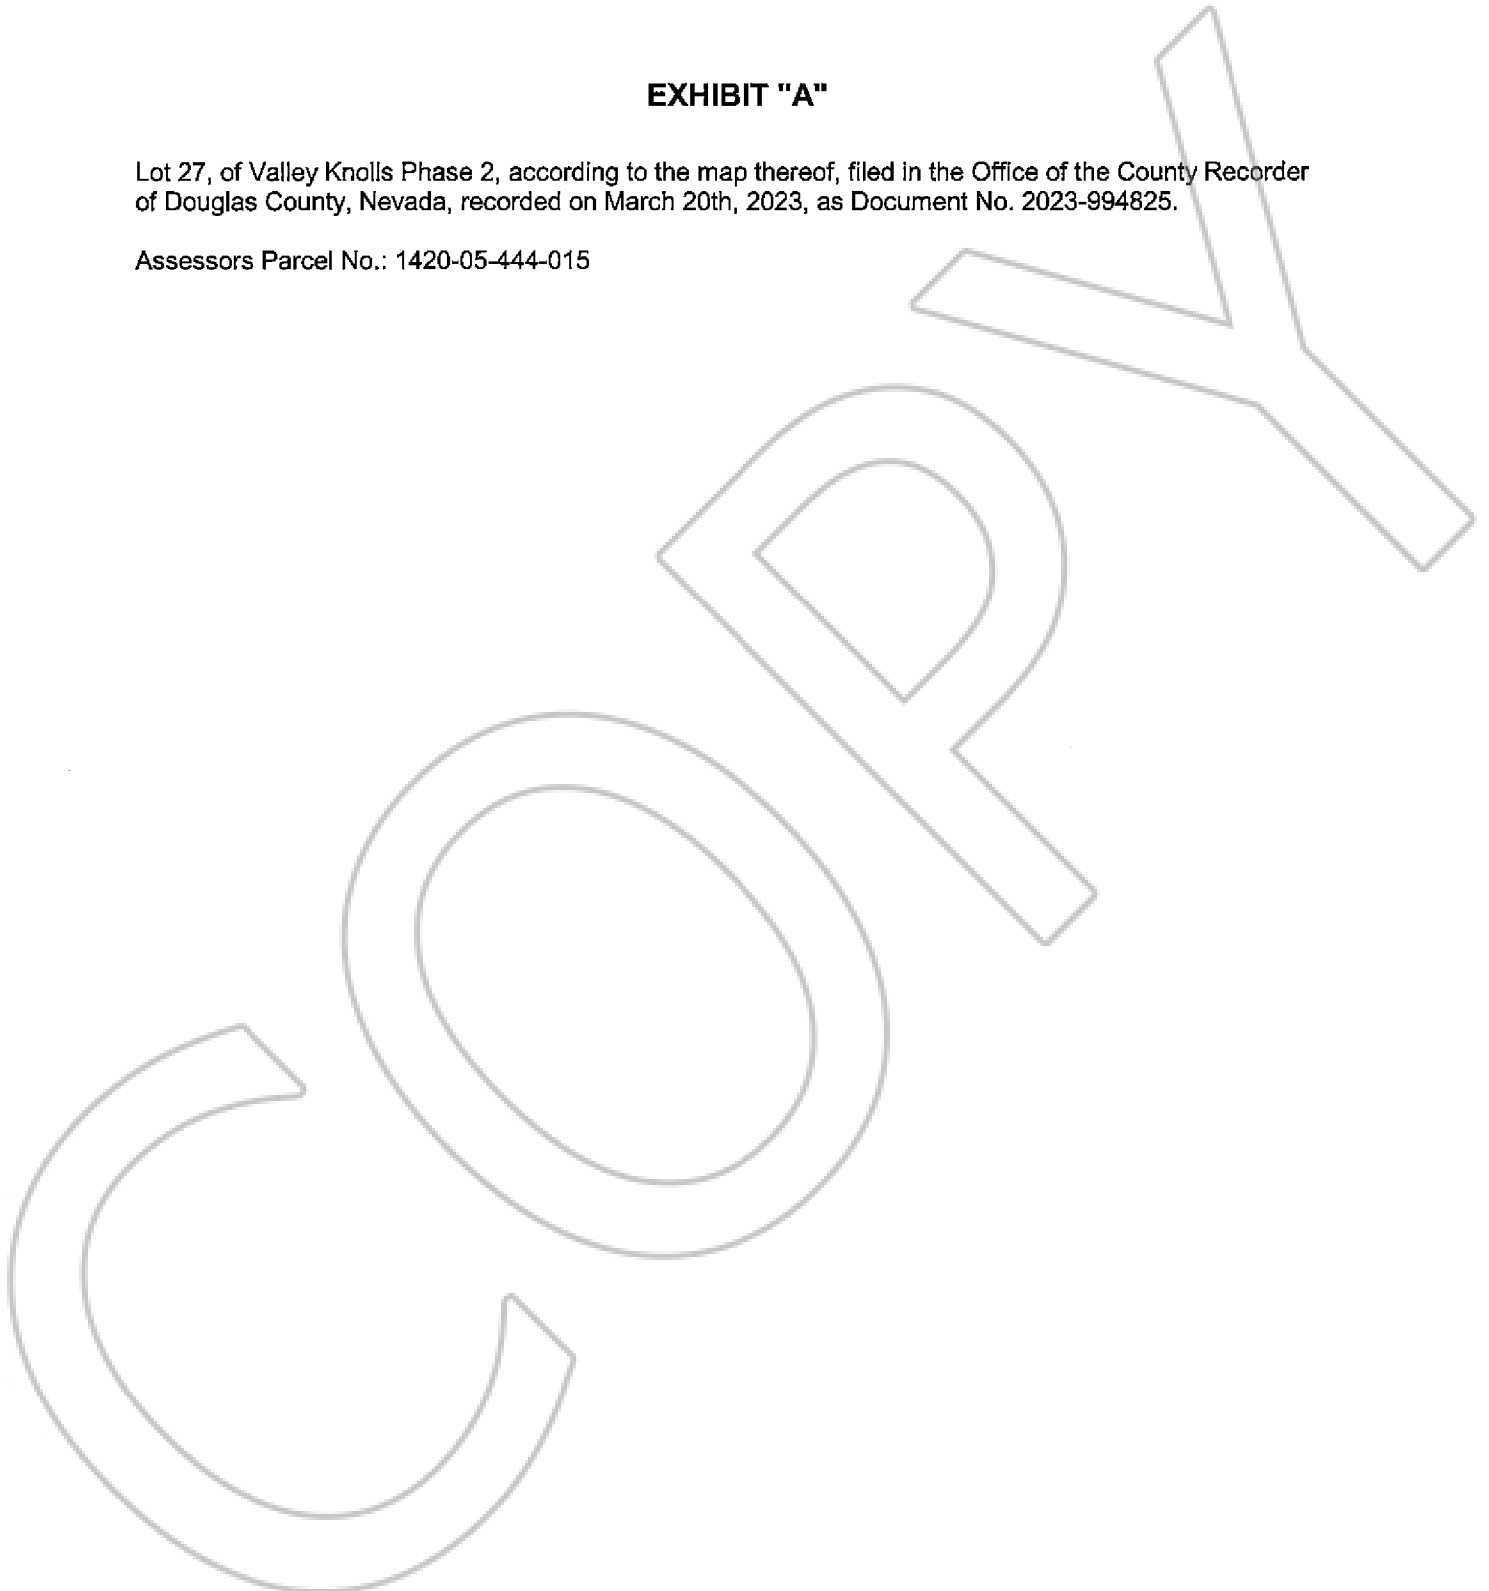 EXHIBIT "A"
Lot 27, of Valley Knolls Phase 2, according to the map thereof, filed in the Office of the County Recorder
of Douglas County, Nevada, recorded on March 20th, 2023, as Document No. 2023-994825.
Assessors Parcel No.: 1420-05-444-015
COPY